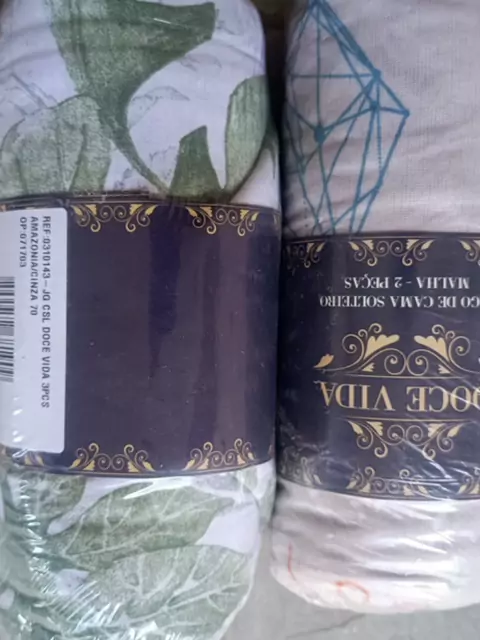 REF:0310143- JG CSL DOCE VIDA 3PCS
AMAZONIA/CINZA 70
OP:071703
DOCE VIDA
GO DE CAMA SOLTEIRO
MALHA - 2 PEÇAS